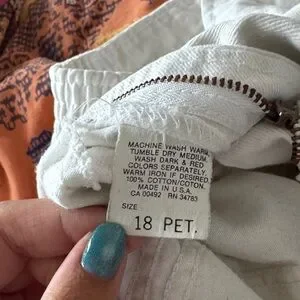 MACHINE WASH WARM
TUMBLE DRY MEDIUM.
WASH DARK & RED
COLORS SEPARATELY.
WARM IRON IF DESIRED.
100% COTTON/COTON.
MADE IN U.S.A.
CA 00492 RN 34783
SIZE
18 PET.